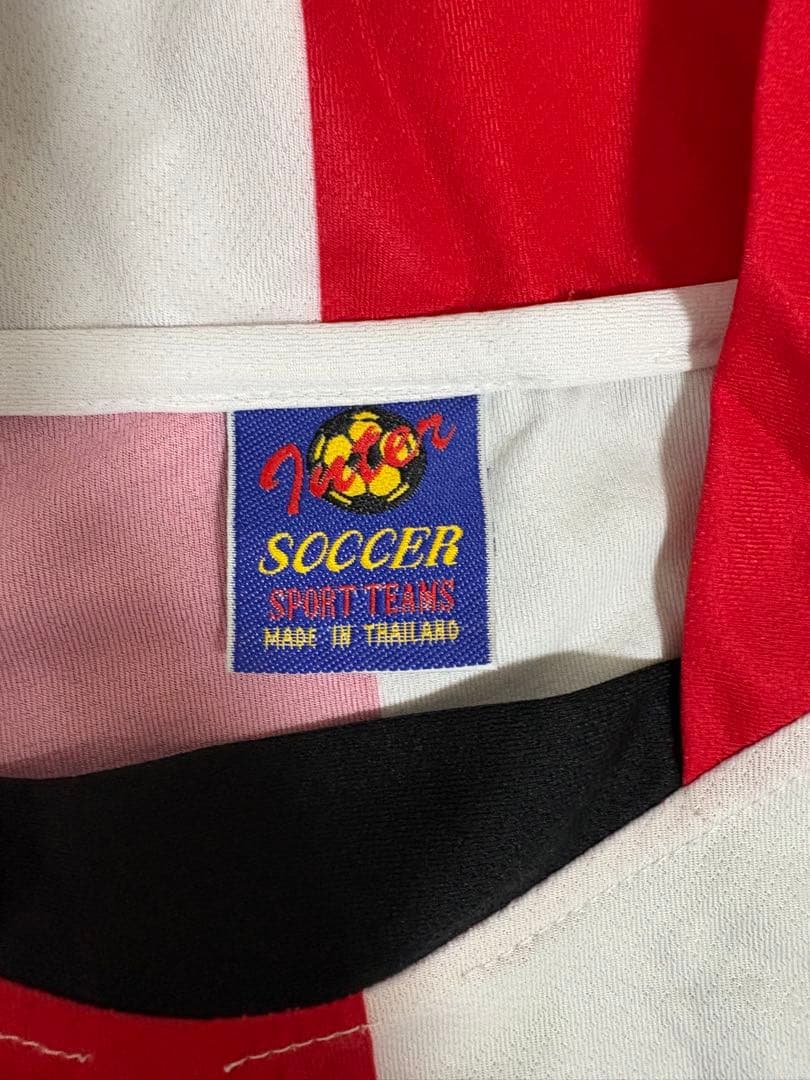 Inter
SOCCER
SPORT TEAMS
MADE IN THAILAND